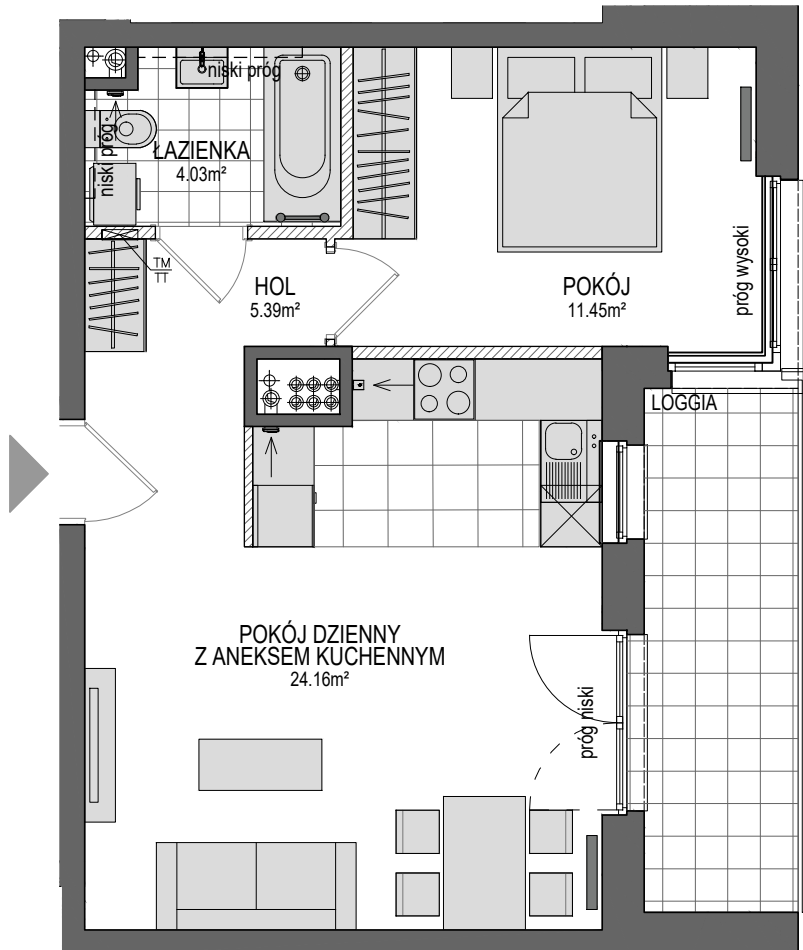 niski próg
ŁAZIENKA
4.03m²
niski próg
TM
TT
HOL
5.39m²
POKÓJ
11.45m²
próg wysoki
LOGGIA
POKÓJ DZIENNY
Z ANEKSEM KUCHENNYM
24.16m²
próg niski